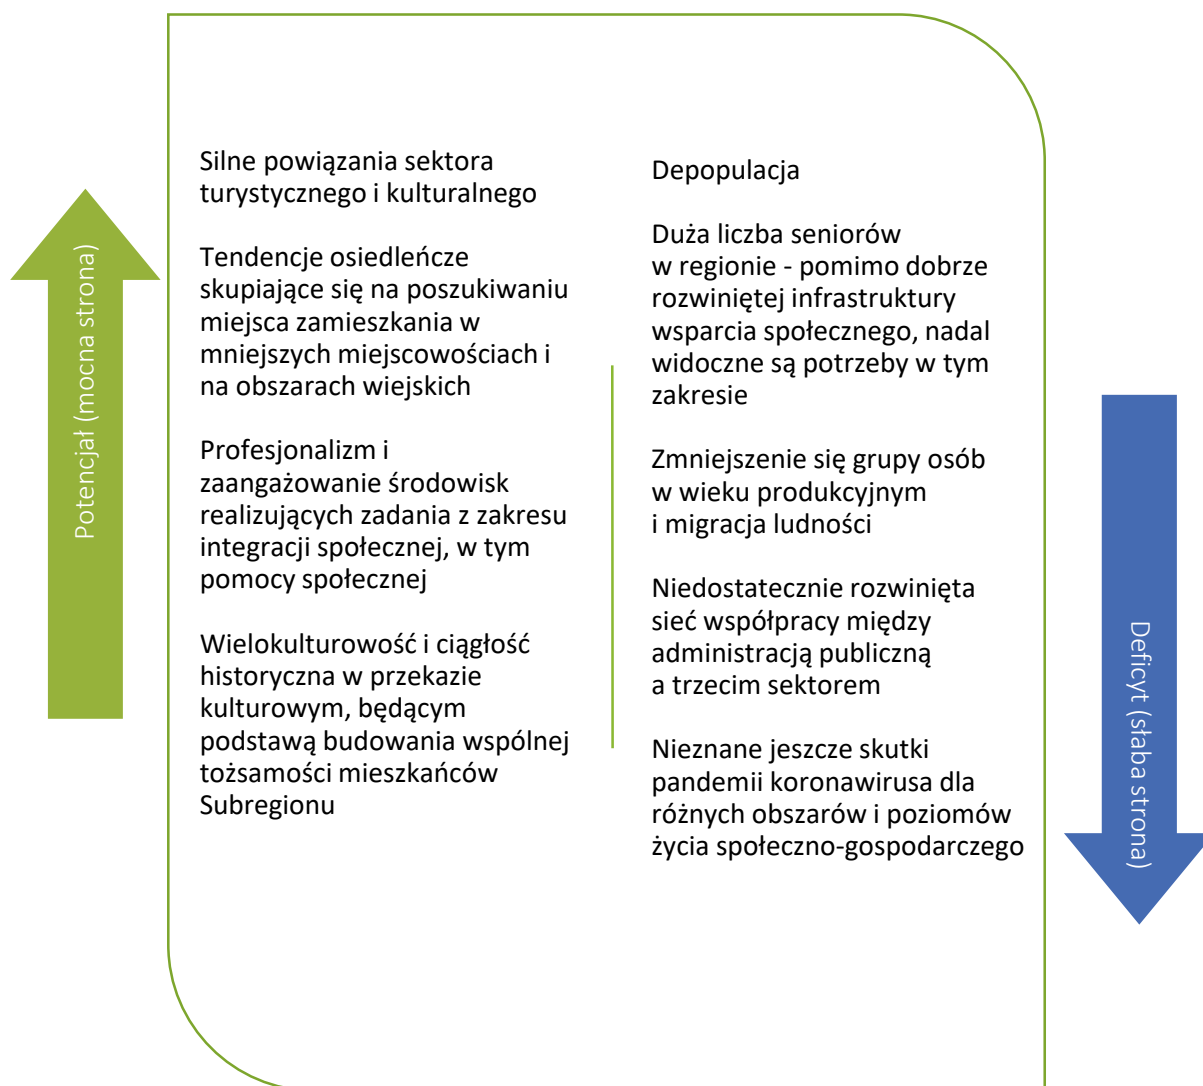 Potencjał (mocna strona)
Silne powiązania sektora
turystycznego i kulturalnego
Tendencje osiedleńcze
skupiające się na poszukiwaniu
miejsca zamieszkania w
mniejszych miejscowościach i
na obszarach wiejskich
Profesjonalizm i
zaangażowanie środowisk
realizujących zadania z zakresu
integracji społecznej, w tym
pomocy społecznej
Wielokulturowość i ciągłość
historyczna w przekazie
kulturowym, będącym
podstawą budowania wspólnej
tożsamości mieszkańców
Subregionu
Depopulacja
Duża liczba seniorów
w regionie - pomimo dobrze
rozwiniętej infrastruktury
wsparcia społecznego, nadal
widoczne są potrzeby w tym
zakresie
Zmniejszenie się grupy osób
w wieku produkcyjnym
i migracja ludności
Niedostatecznie rozwinięta
sieć współpracy między
administracją publiczną
a trzecim sektorem
Nieznane jeszcze skutki
pandemii koronawirusa dla
różnych obszarów i poziomów
życia społeczno-gospodarczego
Deficyt (słaba strona)